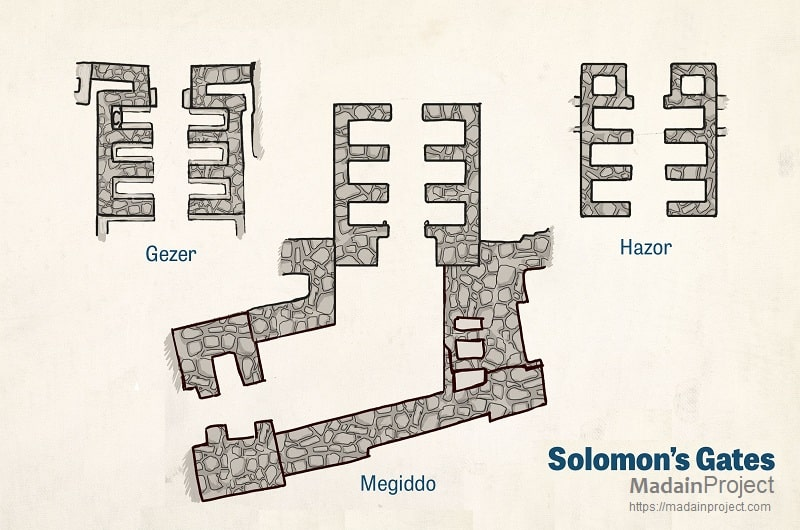 Gezer
Hazor
Megiddo
Solomon's Gates
MadainProject
https://madainproject.com